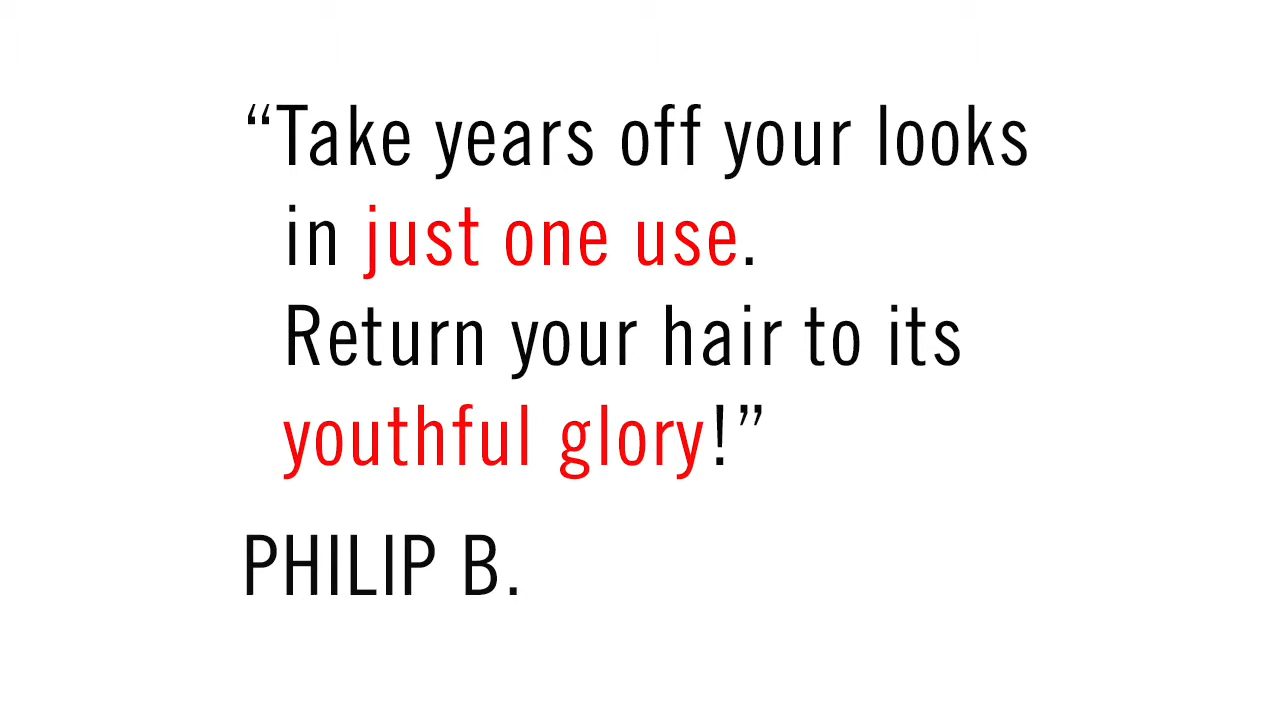 “Take years off your looks
in just one use.
Return your hair to its
youthful glory!”
PHILIP B.